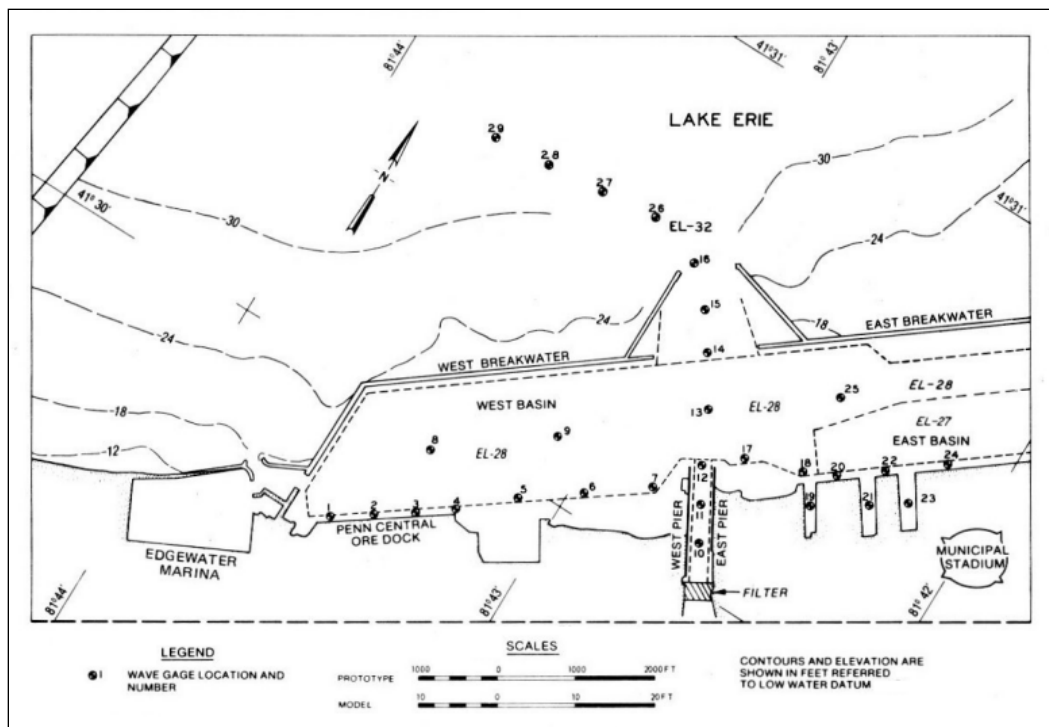 81° 44'
41° 31'
81° 43'
LAKE ERIE
29
28
-30
27
-N-
41° 30'
26
41° 31'
-30
EL-32
-24
16
15
24
-18
EAST BREAKWATER
-24
14
WEST BREAKWATER
EL-28
25
WEST BASIN
13
EL-28
-18
EL-27
9
8
EL-28
EAST BASIN
-12
17
24
18
22
12
20
7
6
5
4
3
2
1
19
21
23
11
PENN CENTRAL
ORE DOCK
WEST PIER
EAST PIER
10
MUNICIPAL
STADIUM
EDGEWATER
MARINA
FILTER
81° 44'
81° 43'
81° 42'
LEGEND
1 WAVE GAGE LOCATION AND
NUMBER
SCALES
PROTOTYPE 1000 0 1000 2000 FT
MODEL 10 0 10 20 FT
CONTOURS AND ELEVATION ARE
SHOWN IN FEET REFERRED
TO LOW WATER DATUM